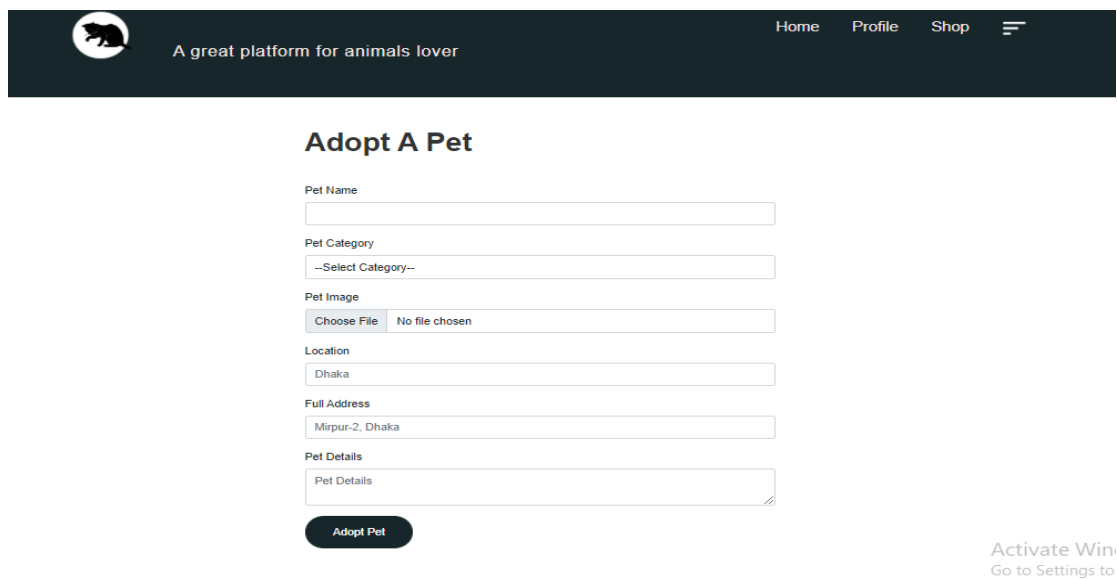 Home Profile Shop
A great platform for animals lover
Adopt A Pet
Pet Name
Pet Category
--Select Category--
Pet Image
Choose File No file chosen
Location
Dhaka
Full Address
Mirpur-2, Dhaka
Pet Details
Pet Details
Adopt Pet
Activate Win
Go to Settings to